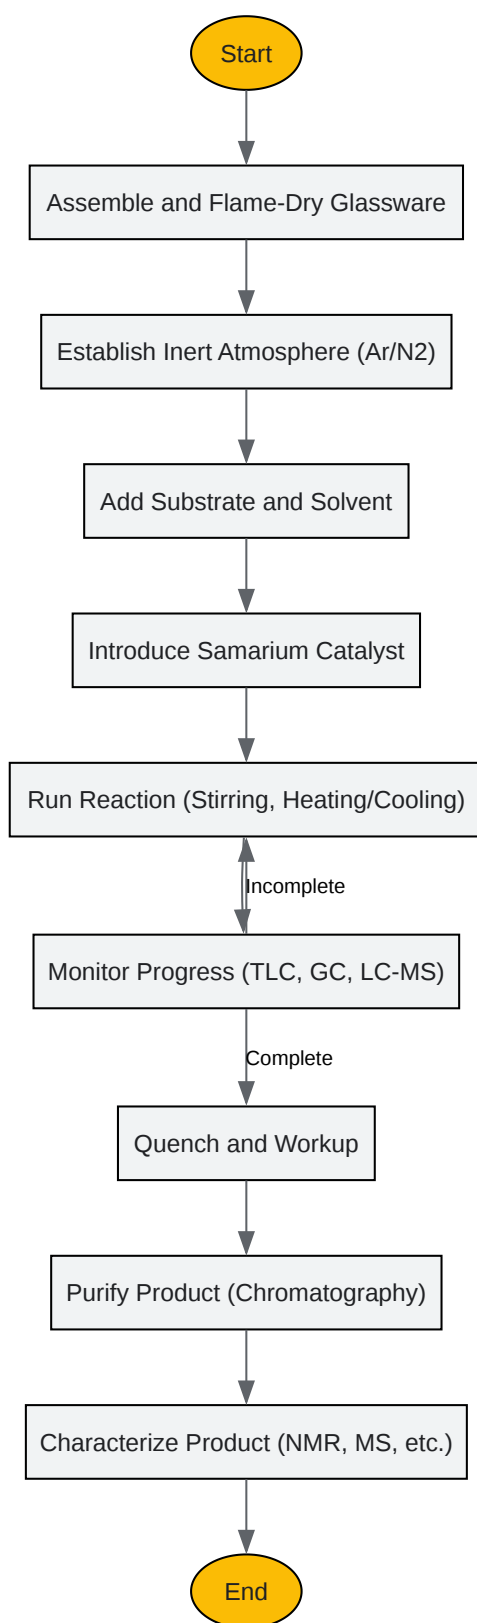 Start
Assemble and Flame-Dry Glassware
Establish Inert Atmosphere (Ar/N2)
Add Substrate and Solvent
Introduce Samarium Catalyst
Run Reaction (Stirring, Heating/Cooling)
Incomplete
Monitor Progress (TLC, GC, LC-MS)
Complete
Quench and Workup
Purify Product (Chromatography)
Characterize Product (NMR, MS, etc.)
End